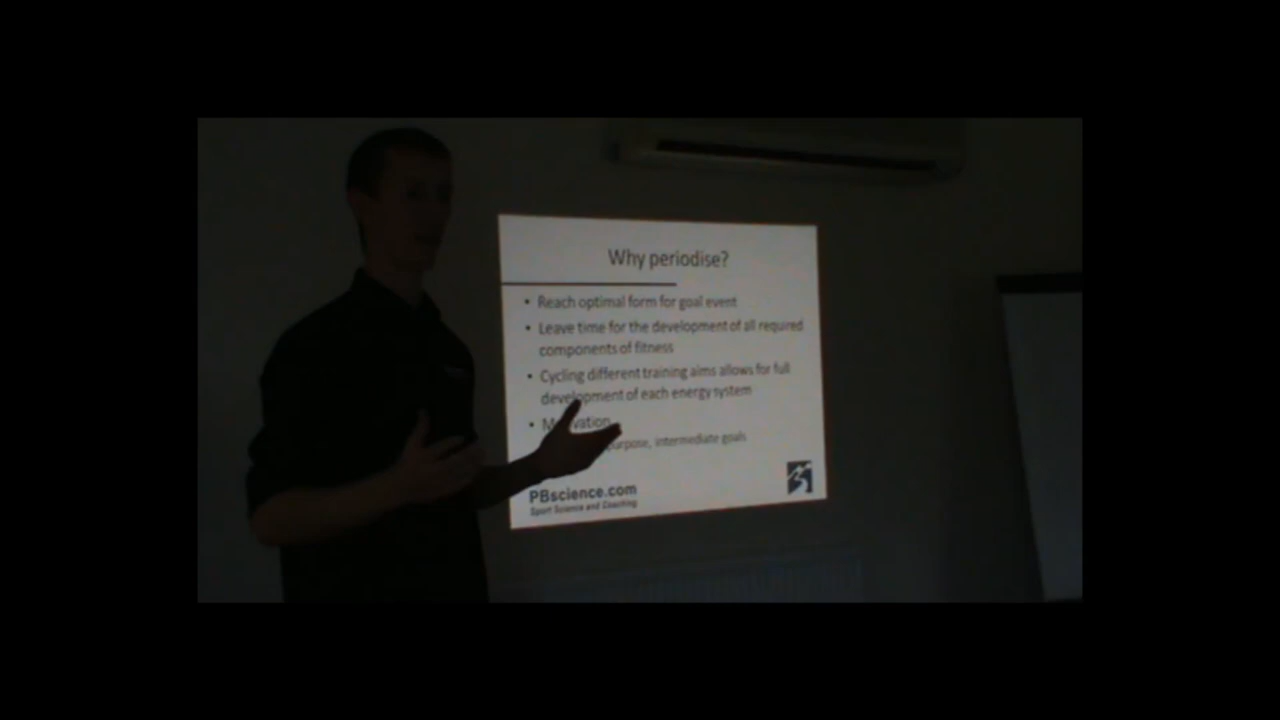 Why periodise?
• Reach optimal form for goal event
• Leave time for the development of all required
components of fitness
• Cycling different training aims allows for full
development of each energy system
•
purpose, intermediate goals
PBscience.com
Sport Science and Coaching